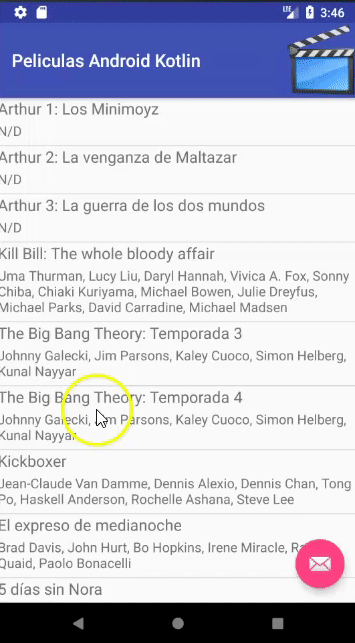 LTE 3:46
Peliculas Android Kotlin
Arthur 1: Los Minimoyz
N/D
Arthur 2: La venganza de Maltazar
N/D
Arthur 3: La guerra de los dos mundos
N/D
Kill Bill: The whole bloody affair
Uma Thurman, Lucy Liu, Daryl Hannah, Vivica A. Fox, Sonny
Chiba, Chiaki Kuriyama, Michael Bowen, Julie Dreyfus,
Michael Parks, David Carradine, Michael Madsen
The Big Bang Theory: Temporada 3
Johnny Galecki, Jim Parsons, Kaley Cuoco, Simon Helberg,
Kunal Nayyar
The Big Bang Theory: Temporada 4
Johnny Galecki, Jim Parsons, Kaley Cuoco, Simon Helberg,
Kunal Nayyar
Kickboxer
Jean-Claude Van Damme, Dennis Alexio, Dennis Chan, Tong
Po, Haskell Anderson, Rochelle Ashana, Steve Lee
El expreso de medianoche
Brad Davis, John Hurt, Bo Hopkins, Irene Miracle,
Quaid, Paolo Bonacelli
5 días sin Nora